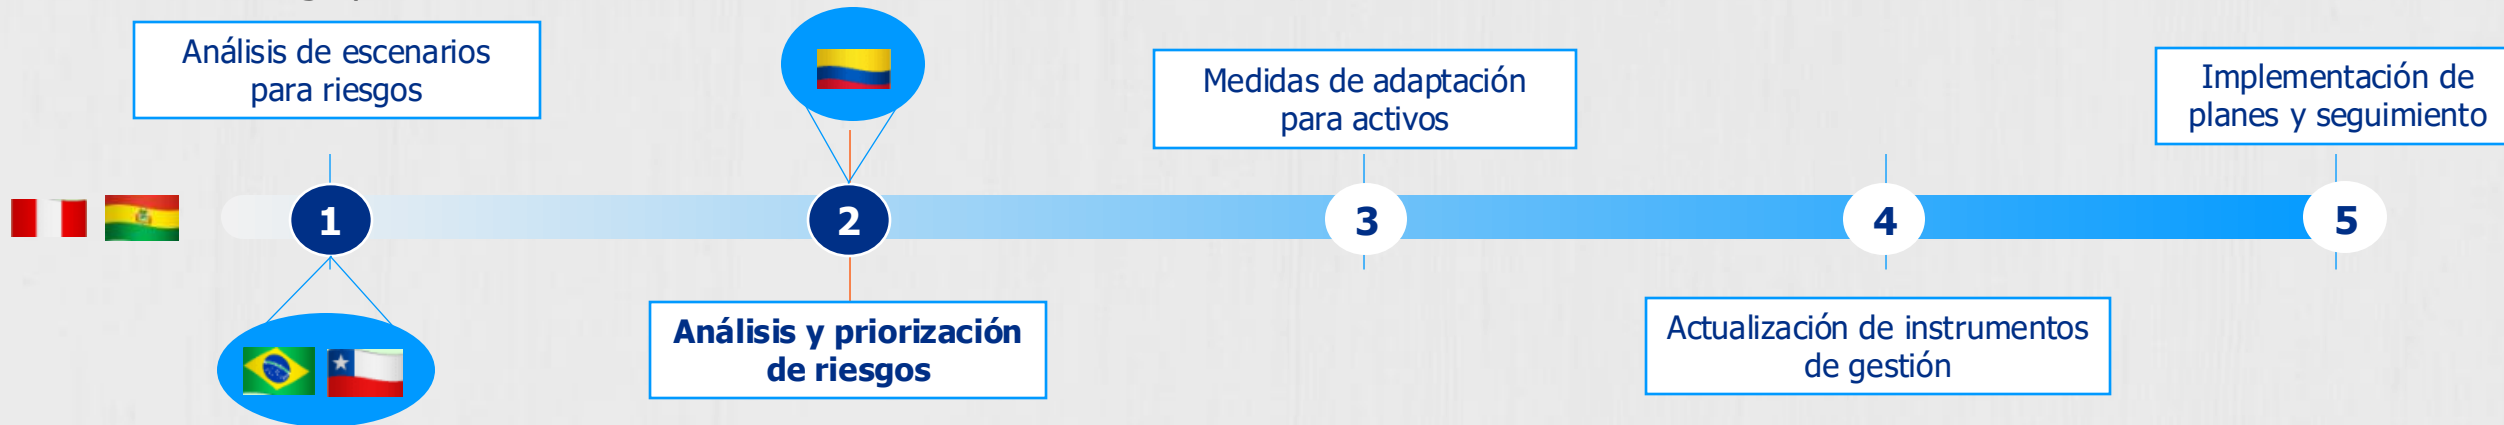 Análisis de escenarios
para riesgos
Medidas de adaptación
para activos
Implementación de
planes y seguimiento
1
2
3
4
5
Análisis y priorización
de riesgos
Actualización de instrumentos
de gestión